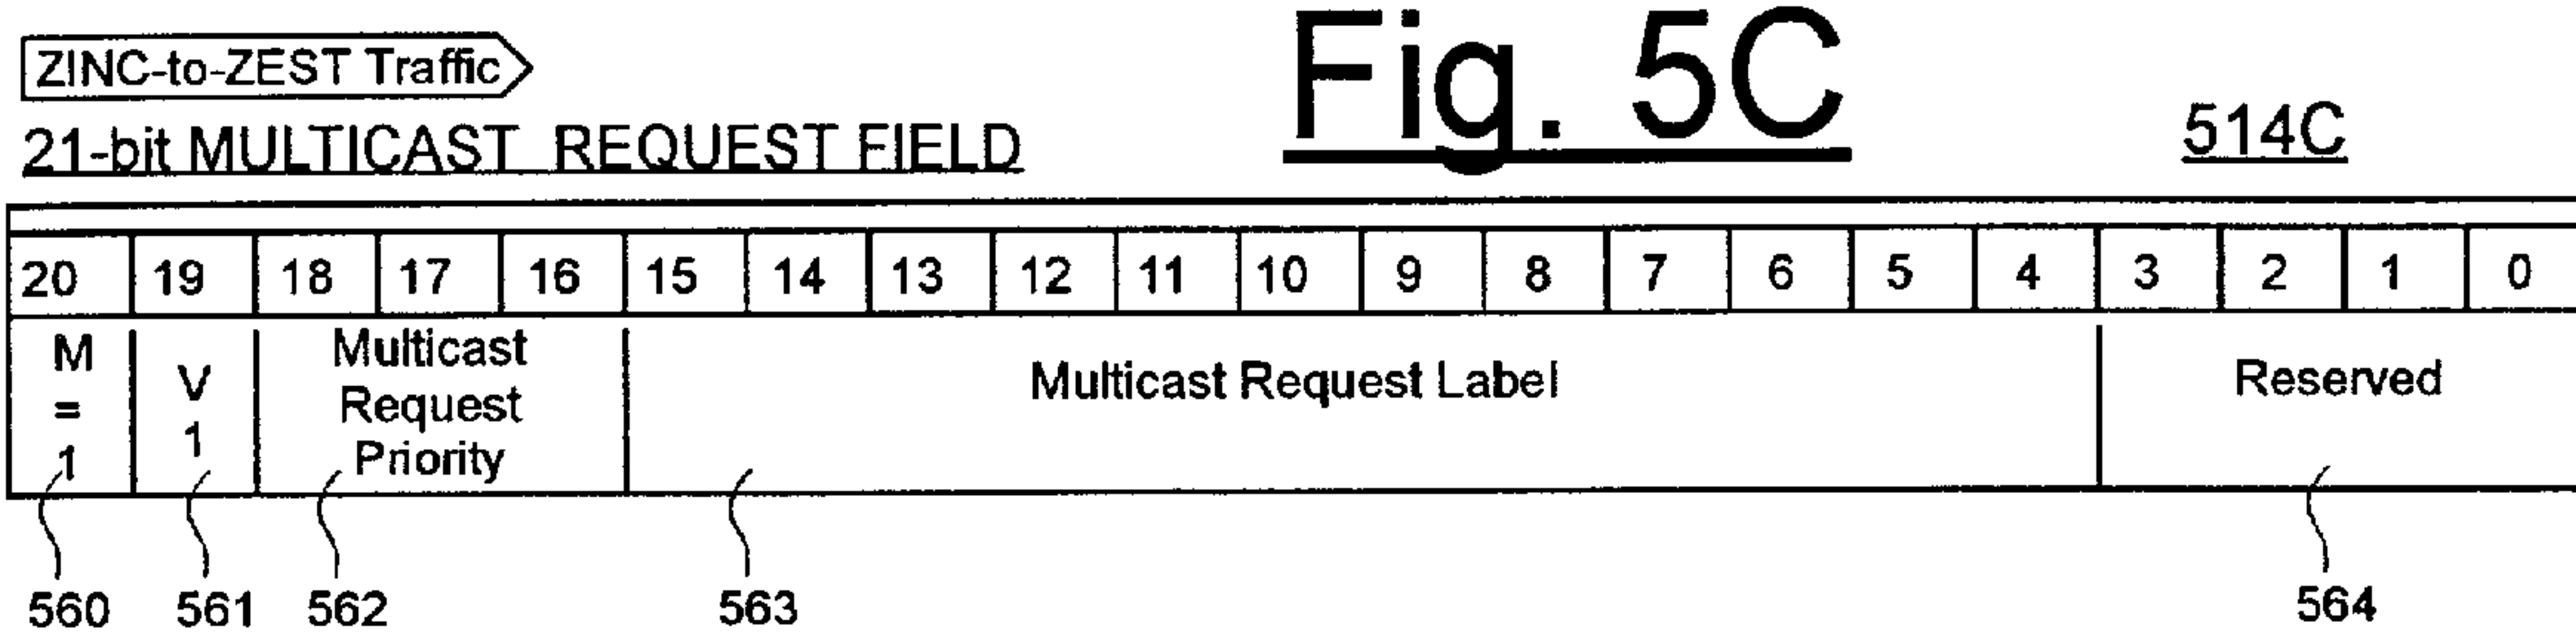 ZINC-to-ZEST Traffic
Fig. 5C
21-bit MULTICAST REQUEST FIELD
514C
20 19 18 17 16 15 14 13 12 11 10 9 8 7 6 5 4 3 2 1 0
M
=
1
V
1
Multicast
Request
Priority
Multicast Request Label
Reserved
560 561 562 563 564